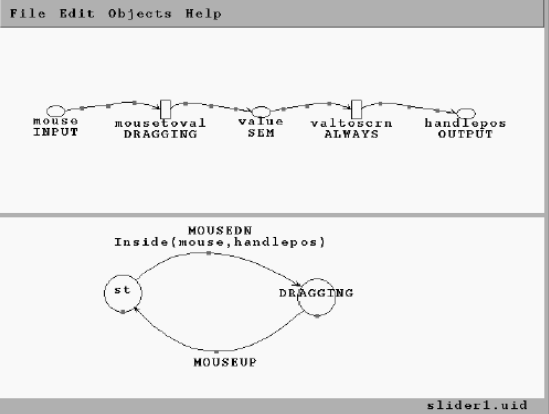 File Edit Objects Help
mouse mousetoval value valtoscrn handlepos
INPUT DRAGGING SEM ALWAYS OUTPUT
MOUSEDN
Inside(mouse,handlepos)
st DRAGGING
MOUSEUP
slider1.uid